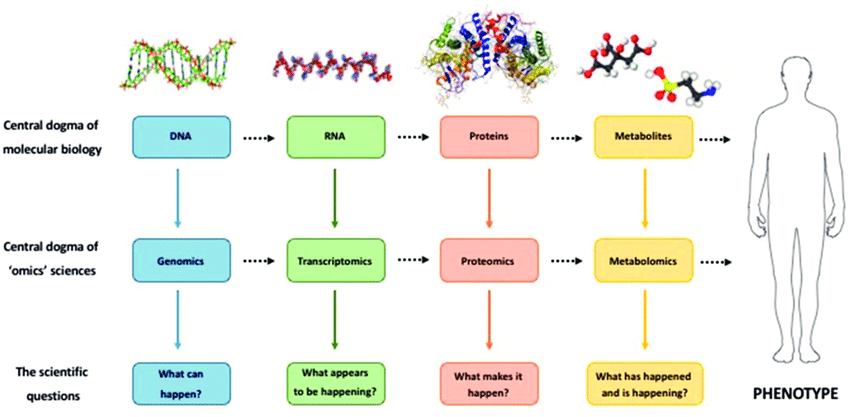 Central dogma of
molecular biology
DNA
RNA
Proteins
Metabolites
Central dogma of
‘omics’ sciences
Genomics
Transcriptomics
Proteomics
Metabolomics
The scientific
questions
What can
happen?
What appears
to be happening?
What makes it
happen?
What has happened
and is happening?
PHENOTYPE